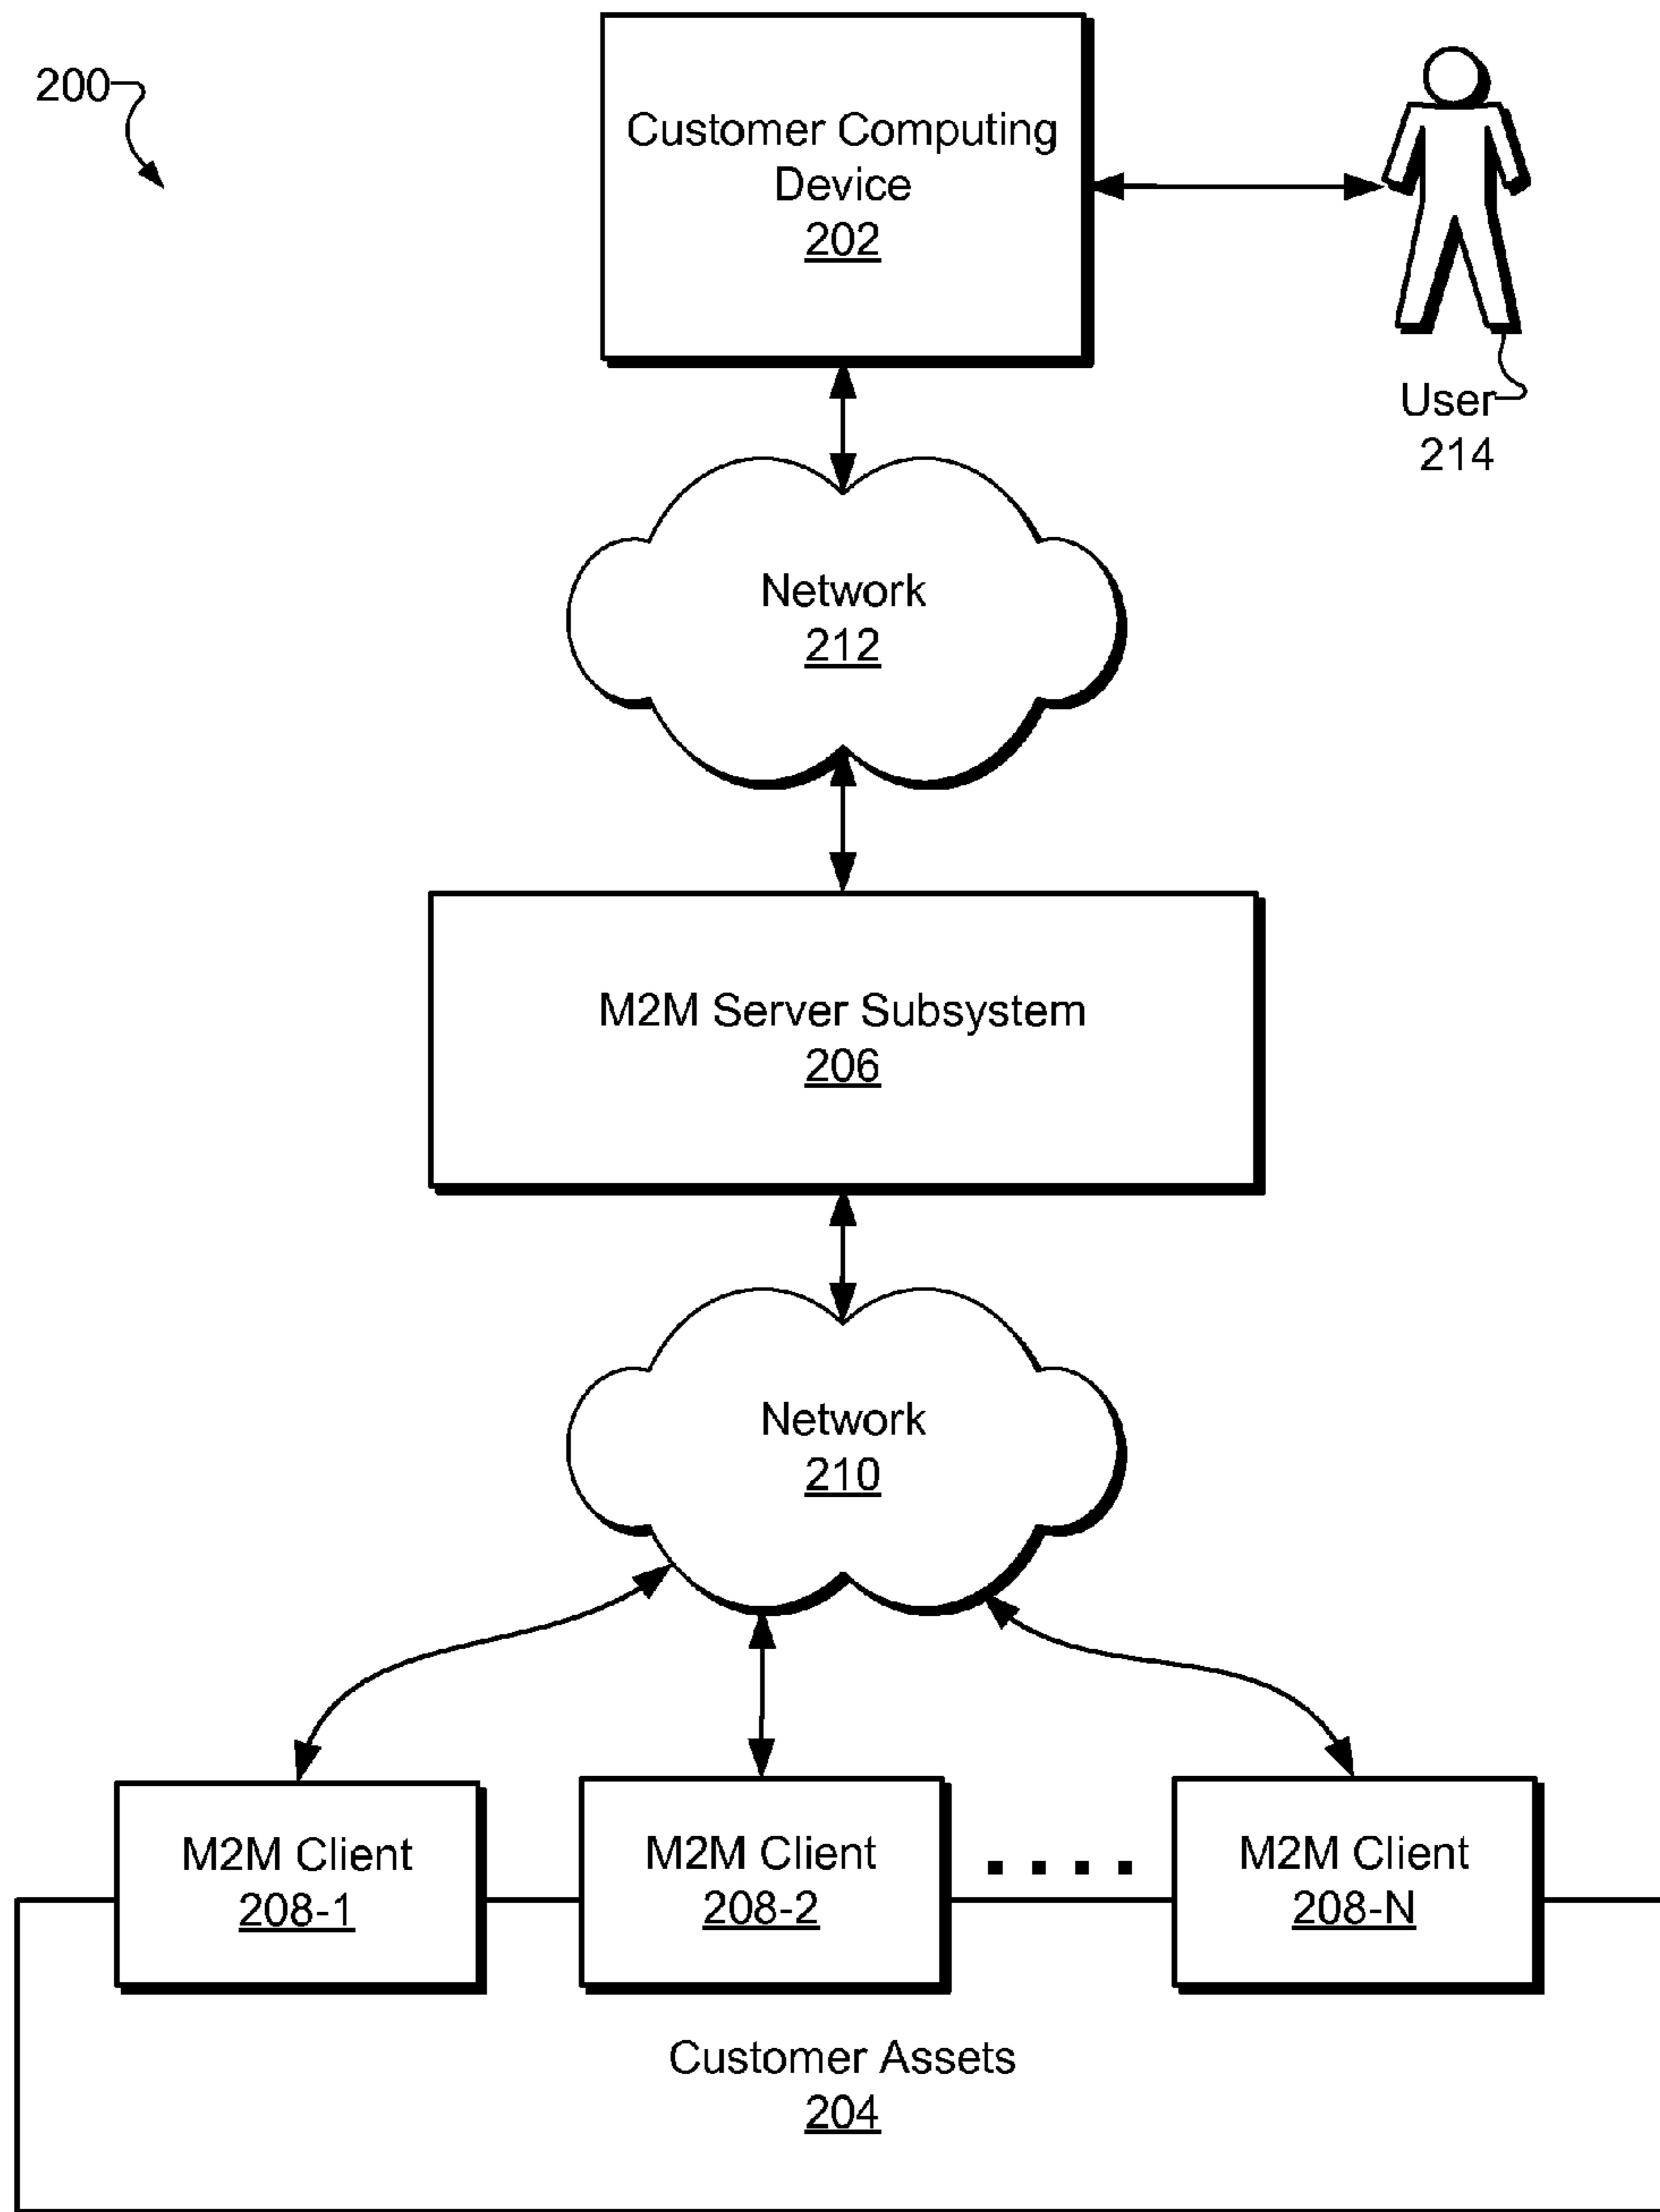 200
Customer Computing
Device
202
User
214
Network
212
M2M Server Subsystem
206
Network
210
M2M Client
208-1
M2M Client
208-2
M2M Client
208-N
Customer Assets
204